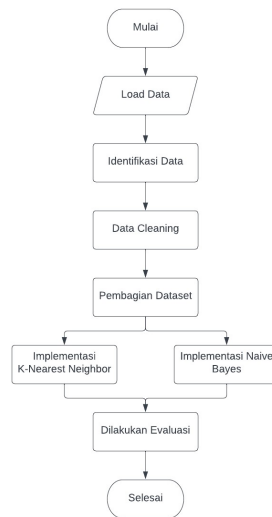 Mulai
Load Data
Identifikasi Data
Data Cleaning
Pembagian Dataset
Implementasi
K-Nearest Neighbor
Implementasi Naive
Bayes
Dilakukan Evaluasi
Selesai